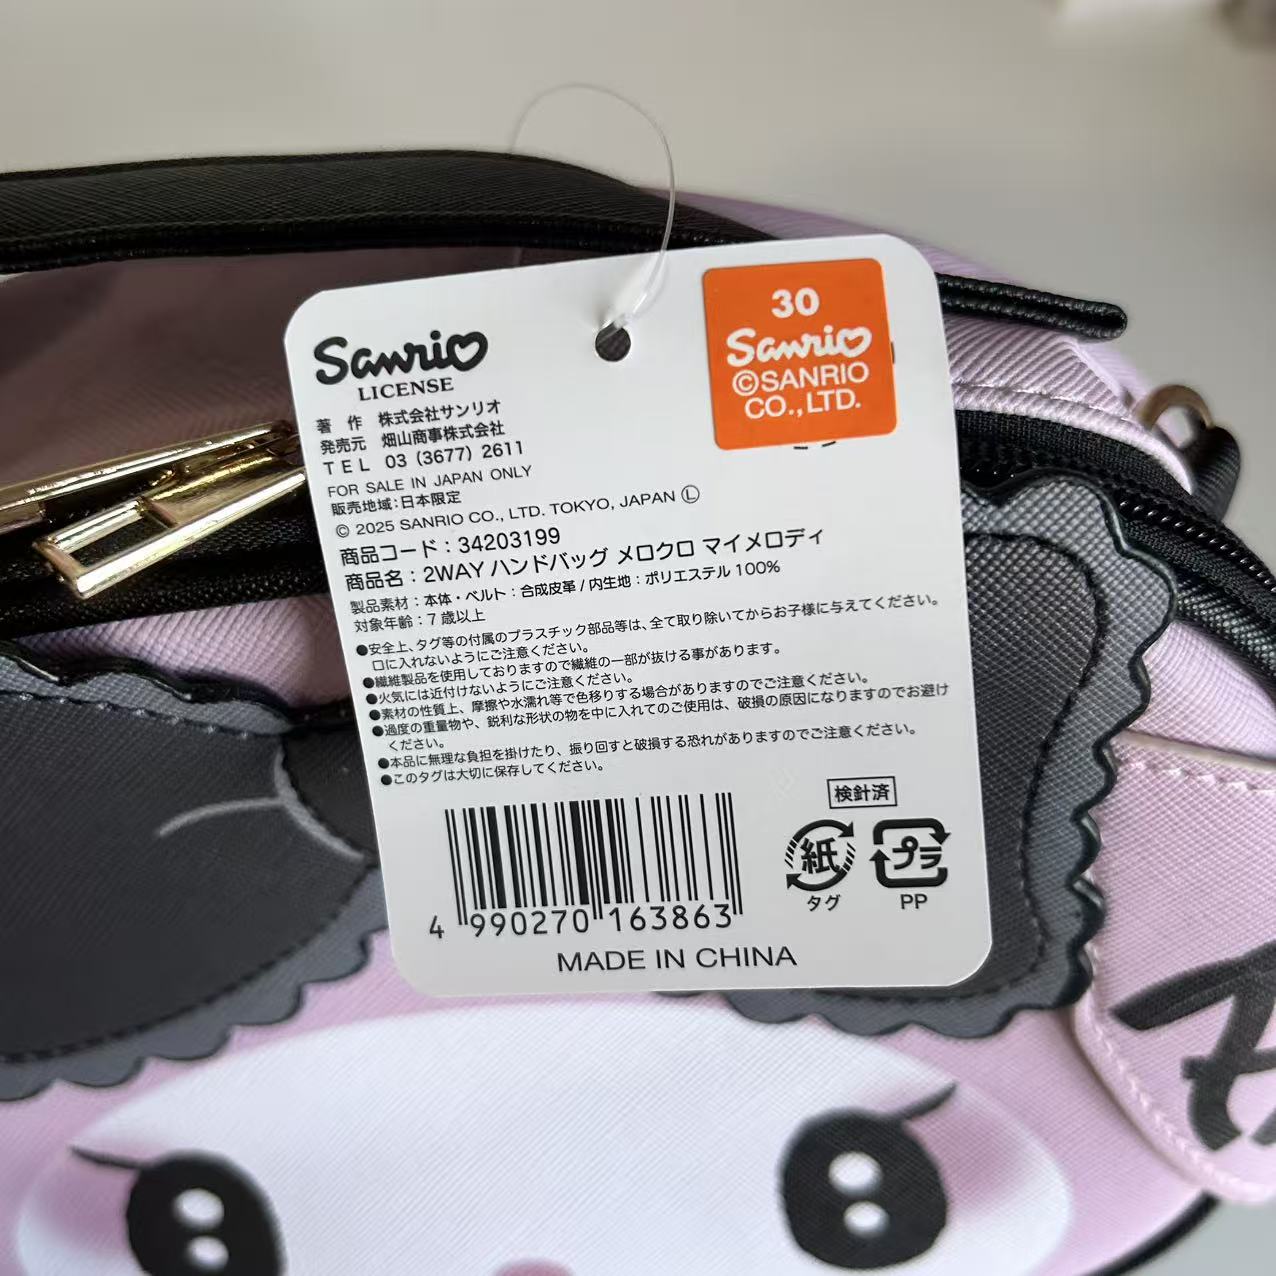 Sanrio
LICENSE
著 作 株式会社サンリオ
発売元 畑山商事株式会社
TEL 03 (3677) 2611
FOR SALE IN JAPAN ONLY
販売地域:日本限定
© 2025 SANRIO CO., LTD. TOKYO, JAPAN Ⓛ
商品コード:34203199
商品名:2WAY ハンドバッグ メロクロ マイメロディ
製品素材:本体・ベルト:合成皮革 / 内生地:ポリエステル 100%
対象年齢:7 歳以上
●安全上、タグ等の付属のプラスチック部品等は、全て取り除いてからお子様に与えてください。
口に入れないようにご注意ください。
●繊維製品を使用しておりますので繊維の一部が抜ける事があります。
●火気には近付けないようにご注意ください。
●素材の性質上、摩擦や水濡れ等で色移りする場合がありますのでご注意ください。
●過度の重量物や、鋭利な形状の物を中に入れてのご使用は、破損の原因になりますのでお避け
ください。
●本品に無理な負担を掛けたり、振り回すと破損する恐れがありますのでご注意ください。
●このタグは大切に保存してください。
30
Sanrio
©SANRIO
CO.,LTD.
検針済
紙
タグ
プラ
PP
4 990270 163863
MADE IN CHINA